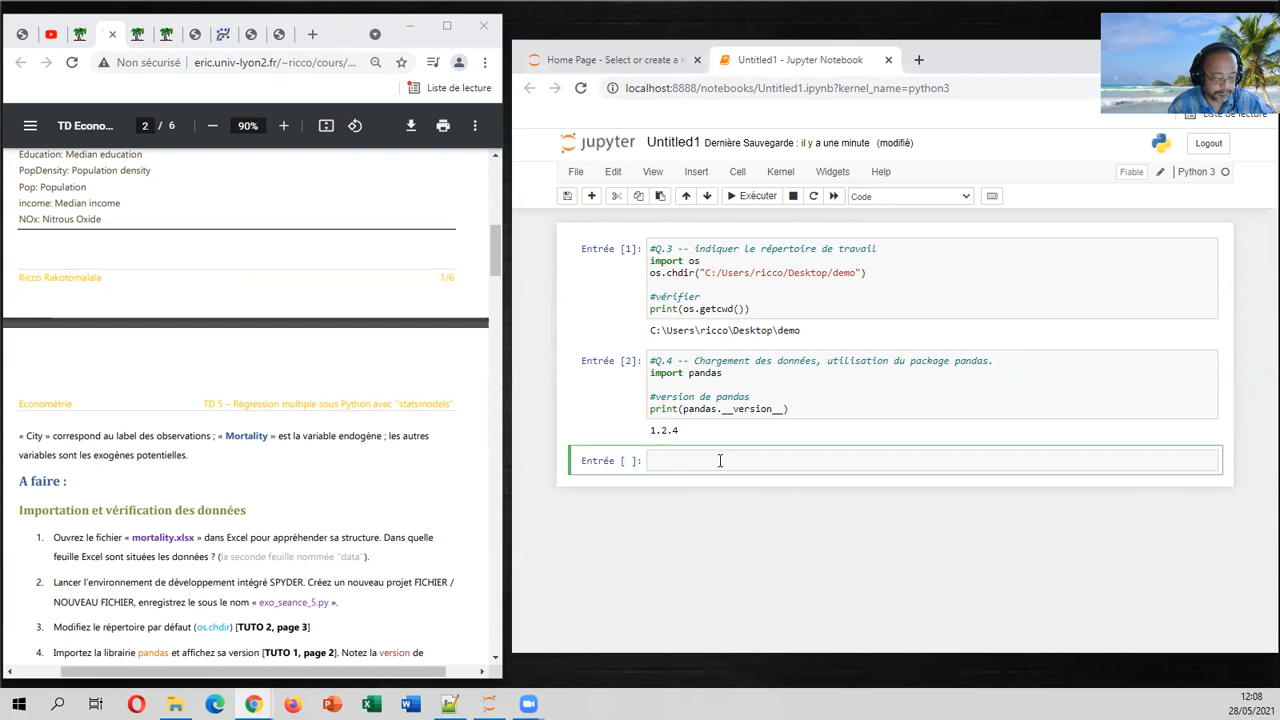 Non sécurisé
eric.univ-lyon2.fr/~ricco/cours/...
Liste de lecture
TD Econo...
2 / 6
90%
Education: Median education
PopDensity: Population density
Pop: Population
income: Median income
NOx: Nitrous Oxide
Ricco Rakotomalala
1/6
Econométrie
TD 5 – Régression multiple sous Python avec "statsmodels"
« City » correspond au label des observations ; « Mortality » est la variable endogène ; les autres
variables sont les exogènes potentielles.
A faire :
Importation et vérification des données
1. Ouvrez le fichier « mortality.xlsx » dans Excel pour appréhender sa structure. Dans quelle
feuille Excel sont situées les données ? (la seconde feuille nommée ''data'').
2. Lancer l'environnement de développement intégré SPYDER. Créez un nouveau projet FICHIER /
NOUVEAU FICHIER, enregistrez le sous le nom « exo_seance_5.py ».
3. Modifiez le répertoire par défaut (os.chdir) [TUTO 2, page 3]
4. Importez la librairie pandas et affichez sa version [TUTO 1, page 2]. Notez la version de
Home Page - Select or create a n
Untitled1 - Jupyter Notebook
localhost:8888/notebooks/Untitled1.ipynb?kernel_name=python3
Liste de lecture
jupyter Untitled1 Dernière Sauvegarde : il y a une minute (modifié)
Logout
File Edit View Insert Cell Kernel Widgets Help
Fiable
Python 3
Exécuter
Code
Entrée [1]: #Q.3 -- indiquer le répertoire de travail
import os
os.chdir("C:/Users/ricco/Desktop/demo")
#vérifier
print(os.getcwd())
C:\Users\ricco\Desktop\demo
Entrée [2]: #Q.4 -- Chargement des données, utilisation du package pandas.
import pandas
#version de pandas
print(pandas.__version__)
1.2.4
Entrée [ ]:
12:08
28/05/2021